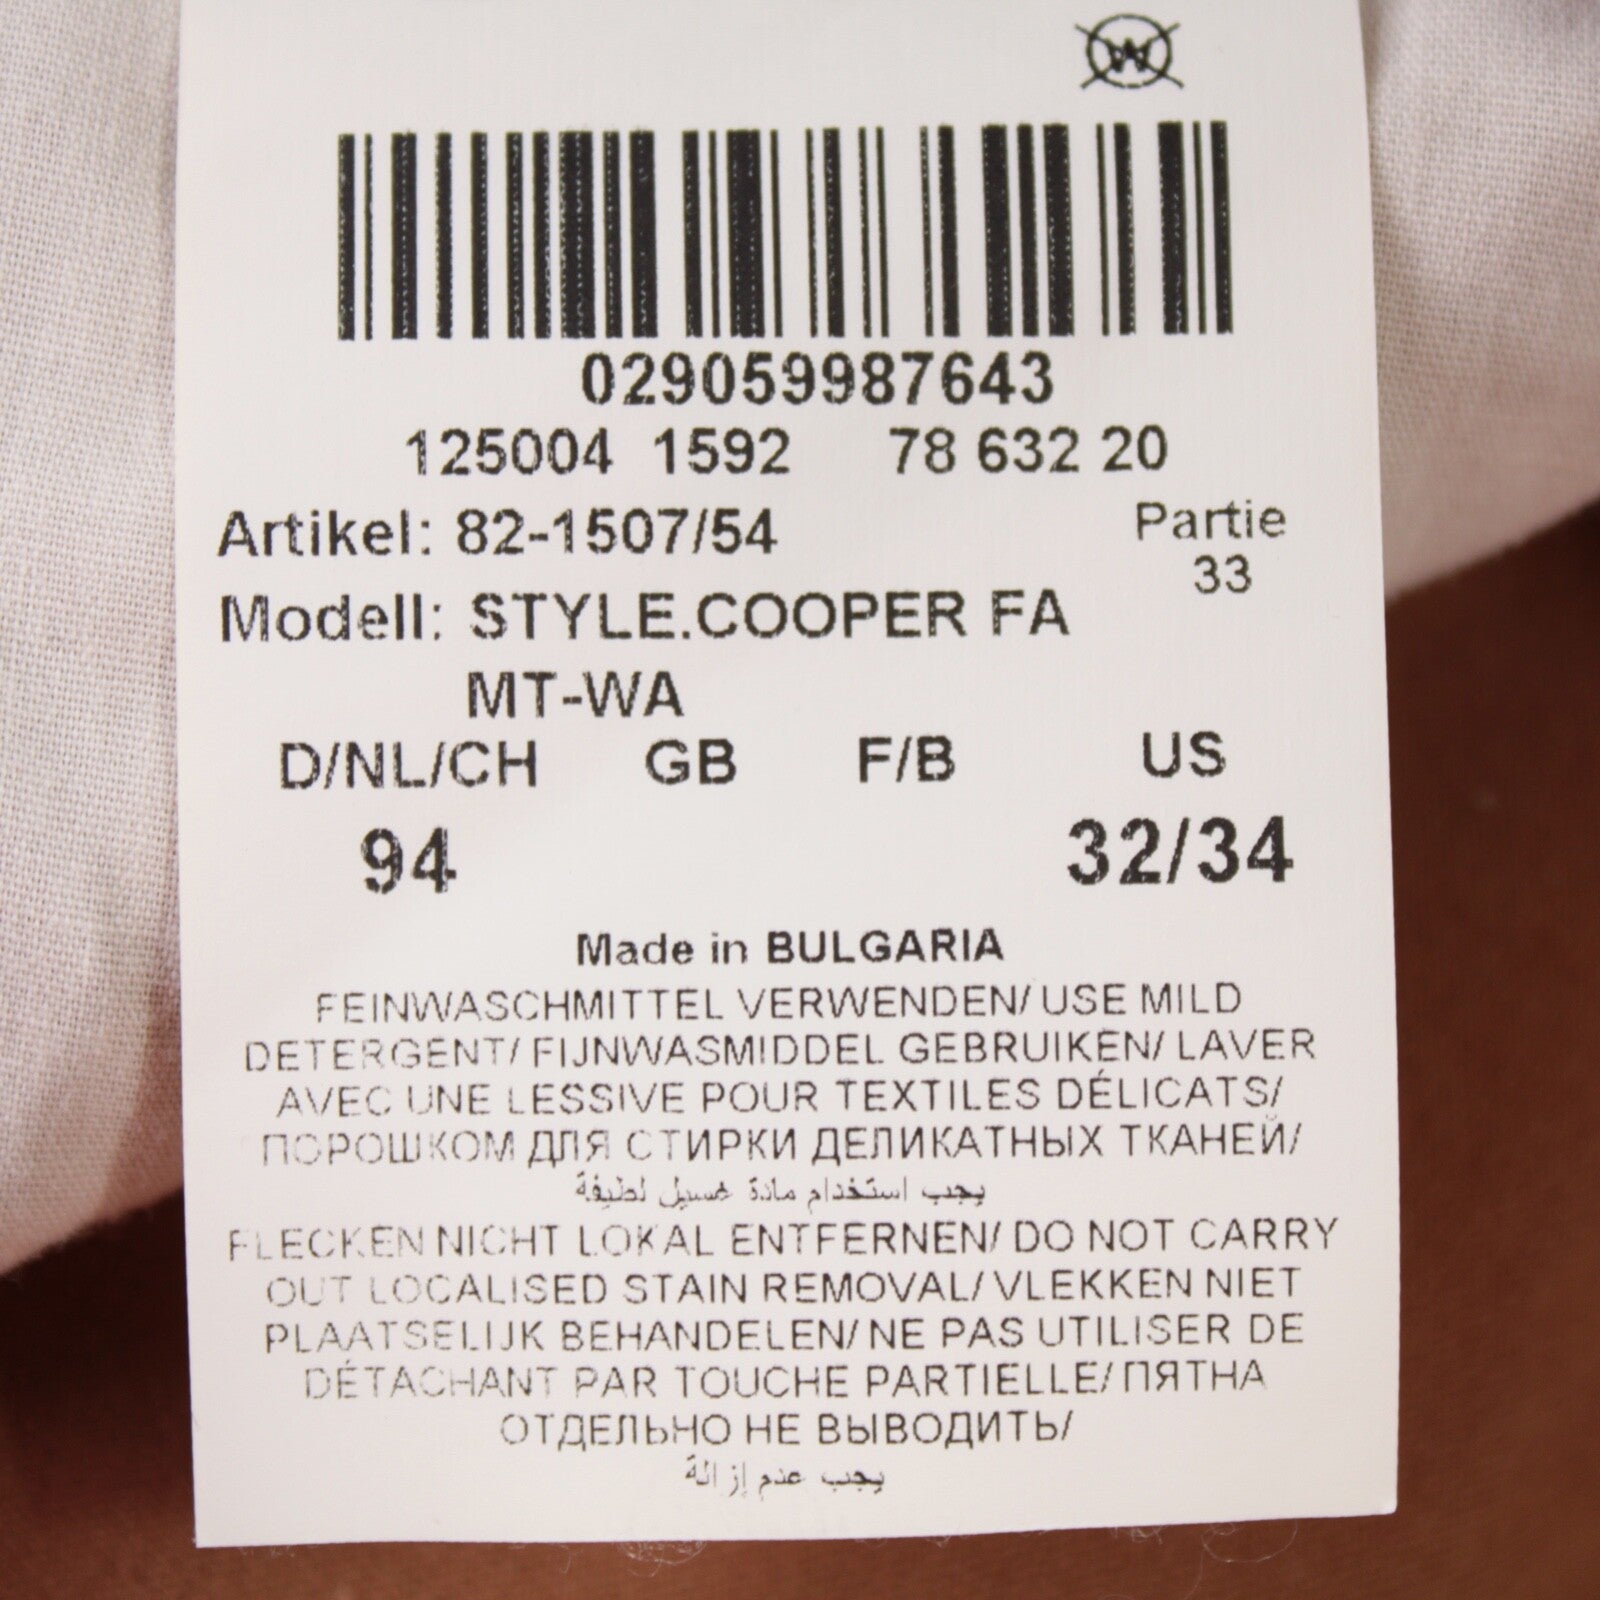 W
029059987643
125004 1592 78 632 20
Artikel: 82-1507/54 Partie
33
Modell: STYLE.COOPER FA
MT-WA
D/NL/CH GB F/B US
94 32/34
Made in BULGARIA
FEINWASCHMITTEL VERWENDEN/ USE MILD
DETERGENT/ FIJNWASMIDDEL GEBRUIKEN/ LAVER
AVEC UNE LESSIVE POUR TEXTILES DÉLICATS/
ПОРОШКОМ ДЛЯ СТИРКИ ДЕЛИКАТНЫХ ТКАНЕЙ/
يجب استخدام مادة غسيل لطيفة
FLECKEN NICHT LOKAL ENTFERNEN/ DO NOT CARRY
OUT LOCALISED STAIN REMOVAL/ VLEKKEN NIET
PLAATSELIJK BEHANDELEN/ NE PAS UTILISER DE
DÉTACHANT PAR TOUCHE PARTIELLE/ ПЯТНА
ОТДЕЛЬНО НЕ ВЫВОДИТЬ/
يجب عدم إزالة